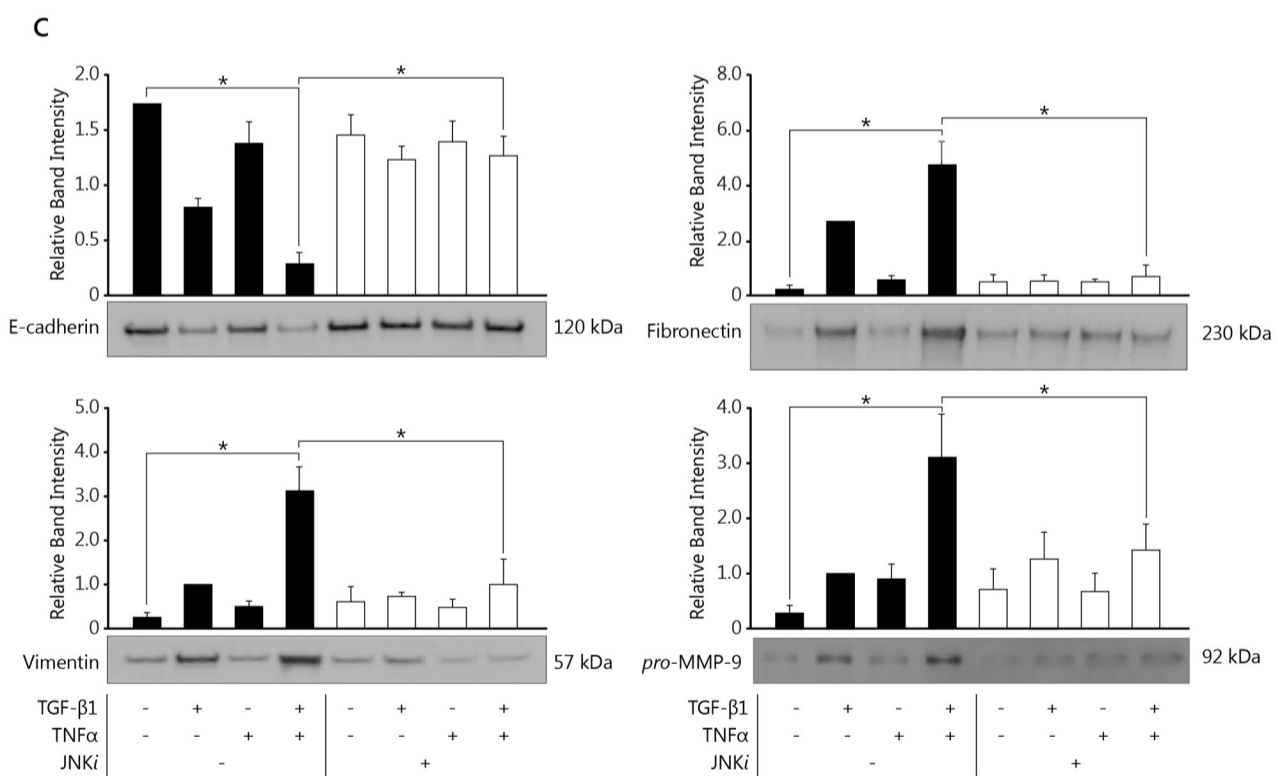 C
2.0
1.5
1.0
0.5
0
Relative Band Intensity
* *
E-cadherin 120 kDa
8.0
6.0
4.0
2.0
0
Relative Band Intensity
* *
Fibronectin 230 kDa
5.0
4.0
3.0
2.0
1.0
0
Relative Band Intensity
* *
Vimentin 57 kDa
4.0
3.0
2.0
1.0
0
Relative Band Intensity
* *
pro-MMP-9 92 kDa
TGF-β1 - + - + - + - +
TNFα - - + + - - + +
JNKi - +
TGF-β1 - + - + - + - +
TNFα - - + + - - + +
JNKi - +